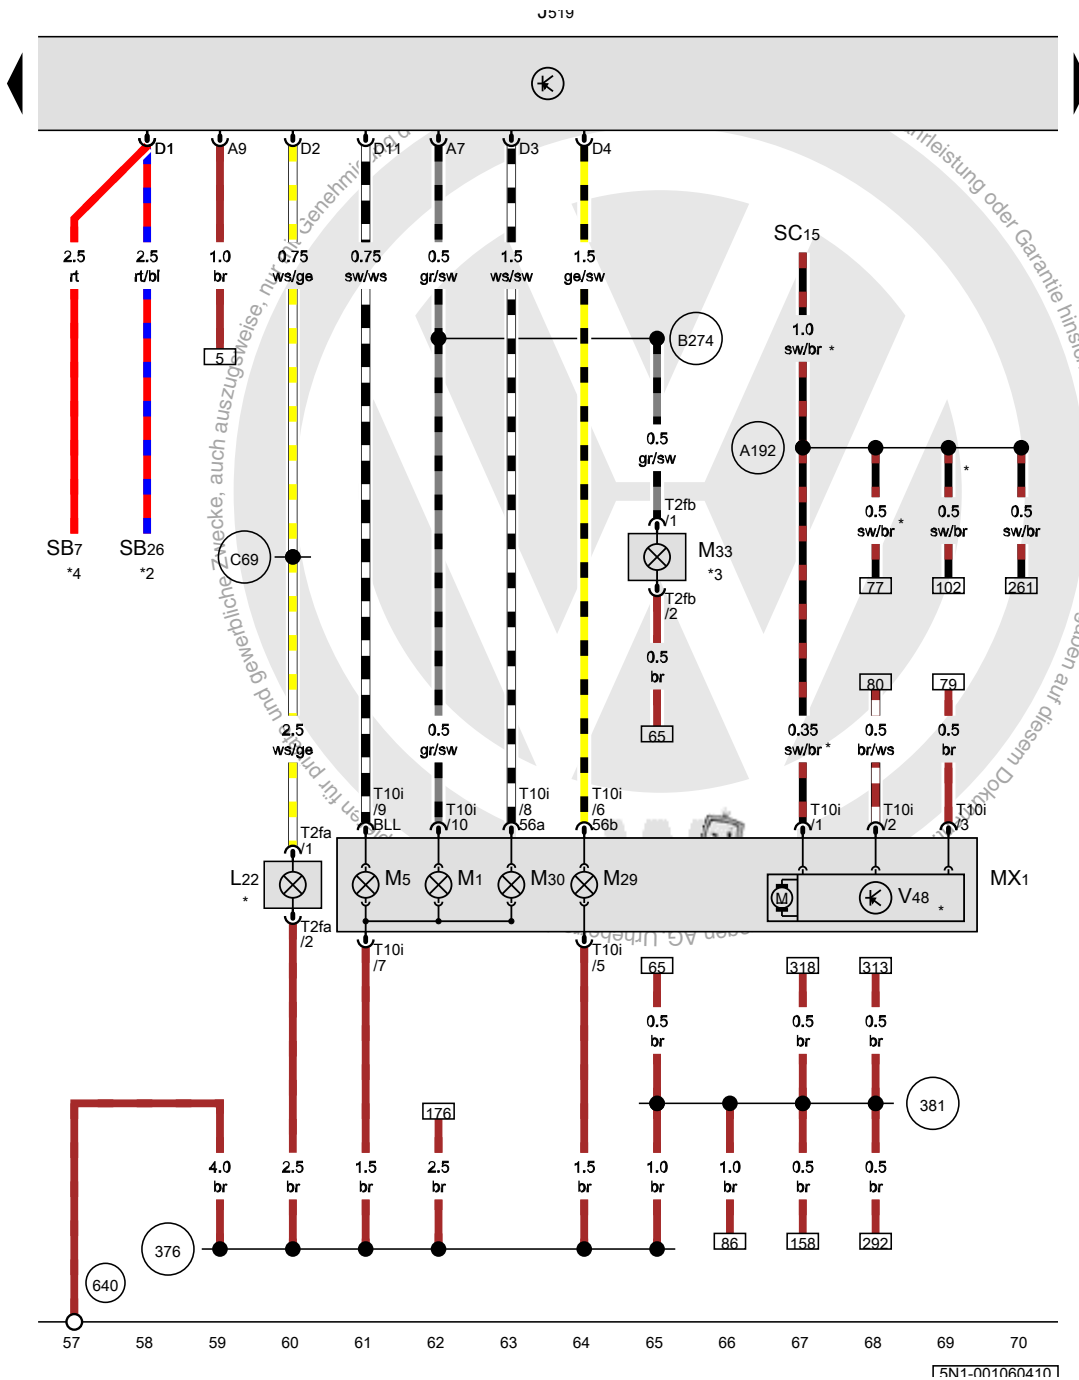 J519
D1 A9 D2 D11 A7 D3 D4
2.5 rt
2.5 rt/bl
1.0 br
0.75 ws/ge
0.75 sw/ws
0.5 gr/sw
1.5 ws/sw
1.5 ge/sw
SC15
1.0
sw/br *
B274
5
A192
*
0.5 gr/sw
0.5 sw/br *
0.5 sw/br
0.5 sw/br
T2fb
/1
SB7
*4
SB26
*2
C69
M33
*3
77 102 261
T2fb
/2
0.5 br
80 79
65
2.5 ws/ge
0.5 gr/sw
0.35 sw/br *
0.5 br/ws
0.5 br
T10i
/9
BLL
T10i
/10
T10i
/8
56a
T10i
/6
56b
T10i
/1
T10i
/2
T10i
/3
T2fa
/1
L22
*
M5 M1 M30 M29
M
V48 *
MX1
T2fa
/2
T10i
/7
T10i
/5
65 318 313
0.5 br
0.5 br
0.5 br
176
381
4.0 br
2.5 br
1.5 br
2.5 br
1.5 br
1.0 br
1.0 br
0.5 br
0.5 br
376
86 158 292
640
57 58 59 60 61 62 63 64 65 66 67 68 69 70
5N1-001060410